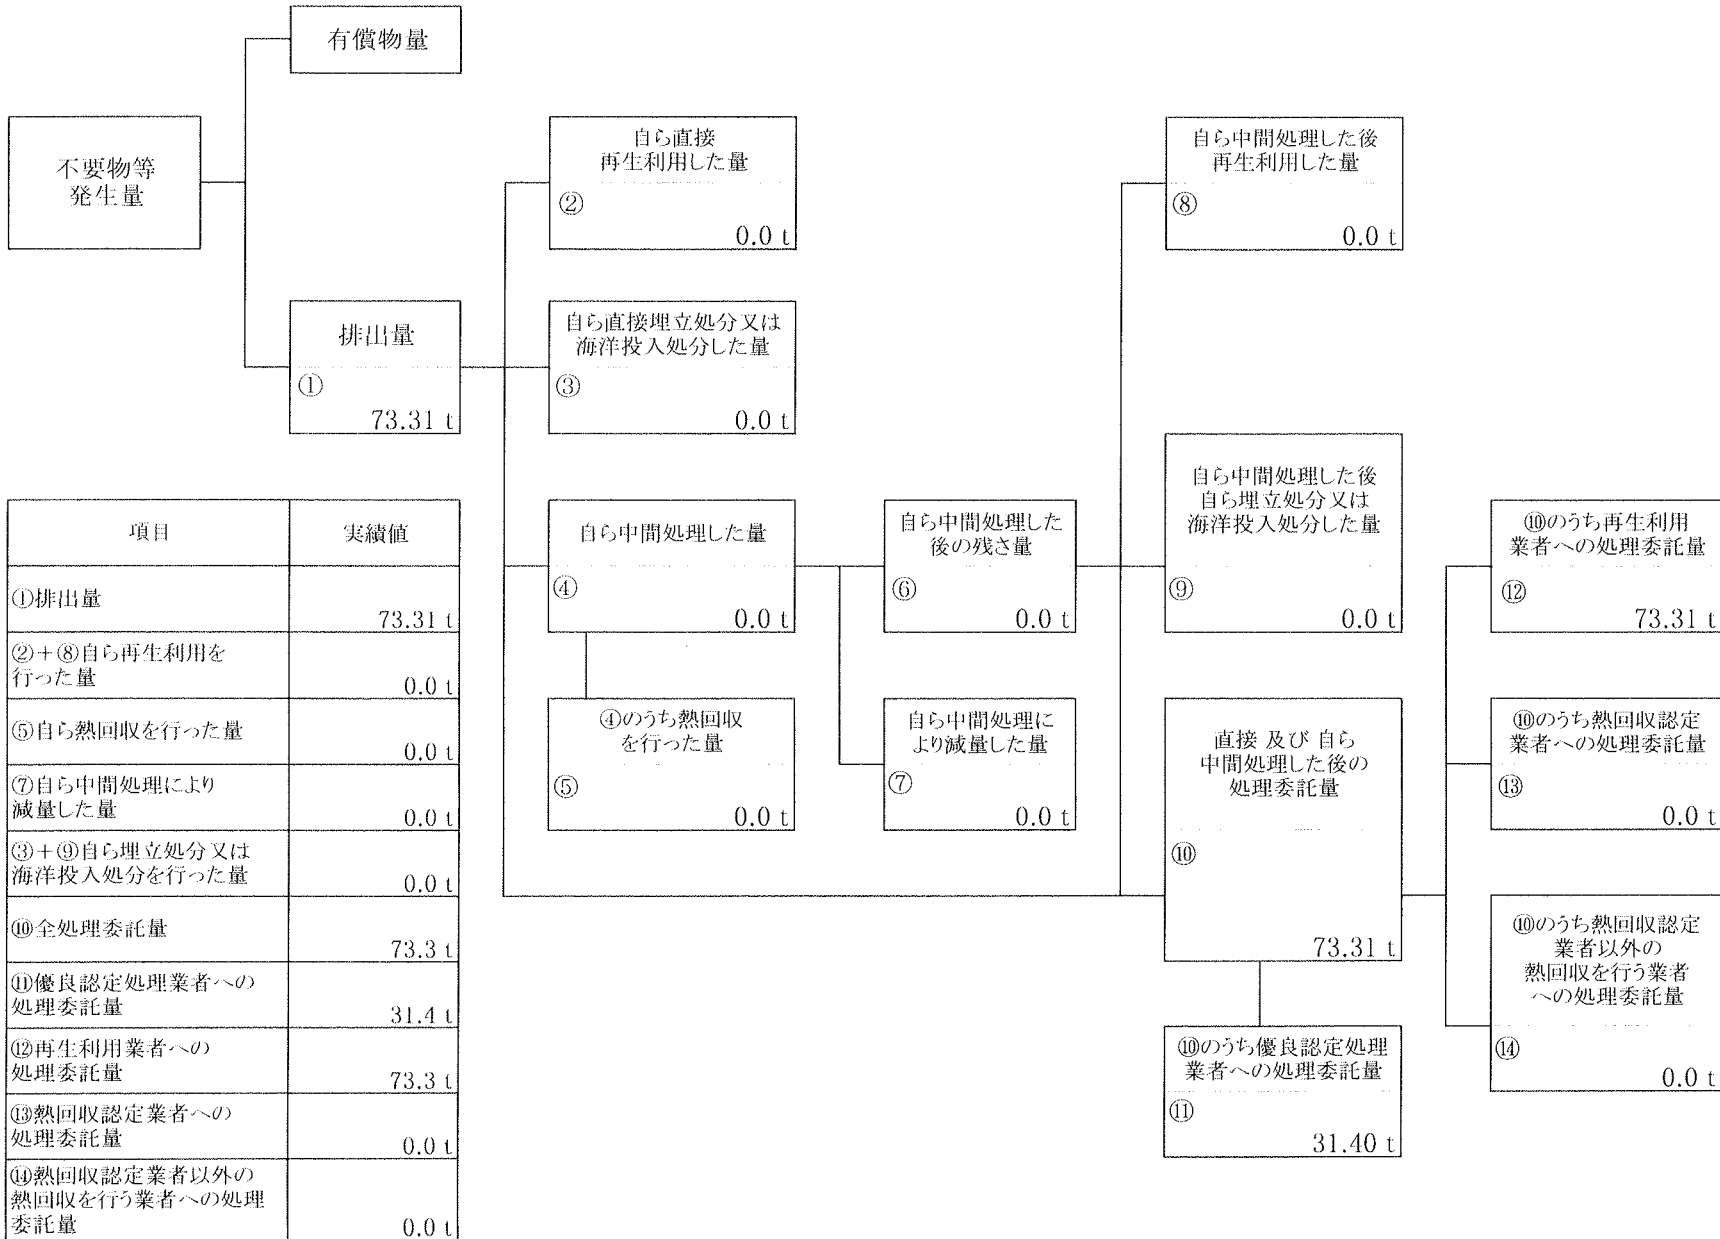 有償物量
不要物等
発生量
自ら直接
再生利用した量
②
0.0 t
自ら中間処理した後
再生利用した量
⑧
0.0 t
排出量
①
73.31 t
自ら直接埋立処分又は
海洋投入処分した量
③
0.0 t
自ら中間処理した量
④
0.0 t
自ら中間処理した
後の残さ量
⑥
0.0 t
自ら中間処理した後
自ら埋立処分又は
海洋投入処分した量
⑨
0.0 t
⑩のうち再生利用
業者への処理委託量
⑫
73.31 t
④のうち熱回収
を行った量
⑤
0.0 t
自ら中間処理に
より減量した量
⑦
0.0 t
直接 及び 自ら
中間処理した後の
処理委託量
⑩
73.31 t
⑩のうち熱回収認定
業者への処理委託量
⑬
0.0 t
⑩のうち熱回収認定
業者以外の
熱回収を行う業者
への処理委託量
⑭
0.0 t
⑩のうち優良認定処理
業者への処理委託量
⑪
31.40 t
項目 実績値
①排出量
73.31 t
②+⑧自ら再生利用を
行った量
0.0 t
⑤自ら熱回収を行った量
0.0 t
⑦自ら中間処理により
減量した量
0.0 t
③+⑨自ら埋立処分又は
海洋投入処分を行った量
0.0 t
⑩全処理委託量
73.3 t
⑪優良認定処理業者への
処理委託量
31.4 t
⑫再生利用業者への
処理委託量
73.3 t
⑬熱回収認定業者への
処理委託量
0.0 t
⑭熱回収認定業者以外の
熱回収を行う業者への処理
委託量
0.0 t